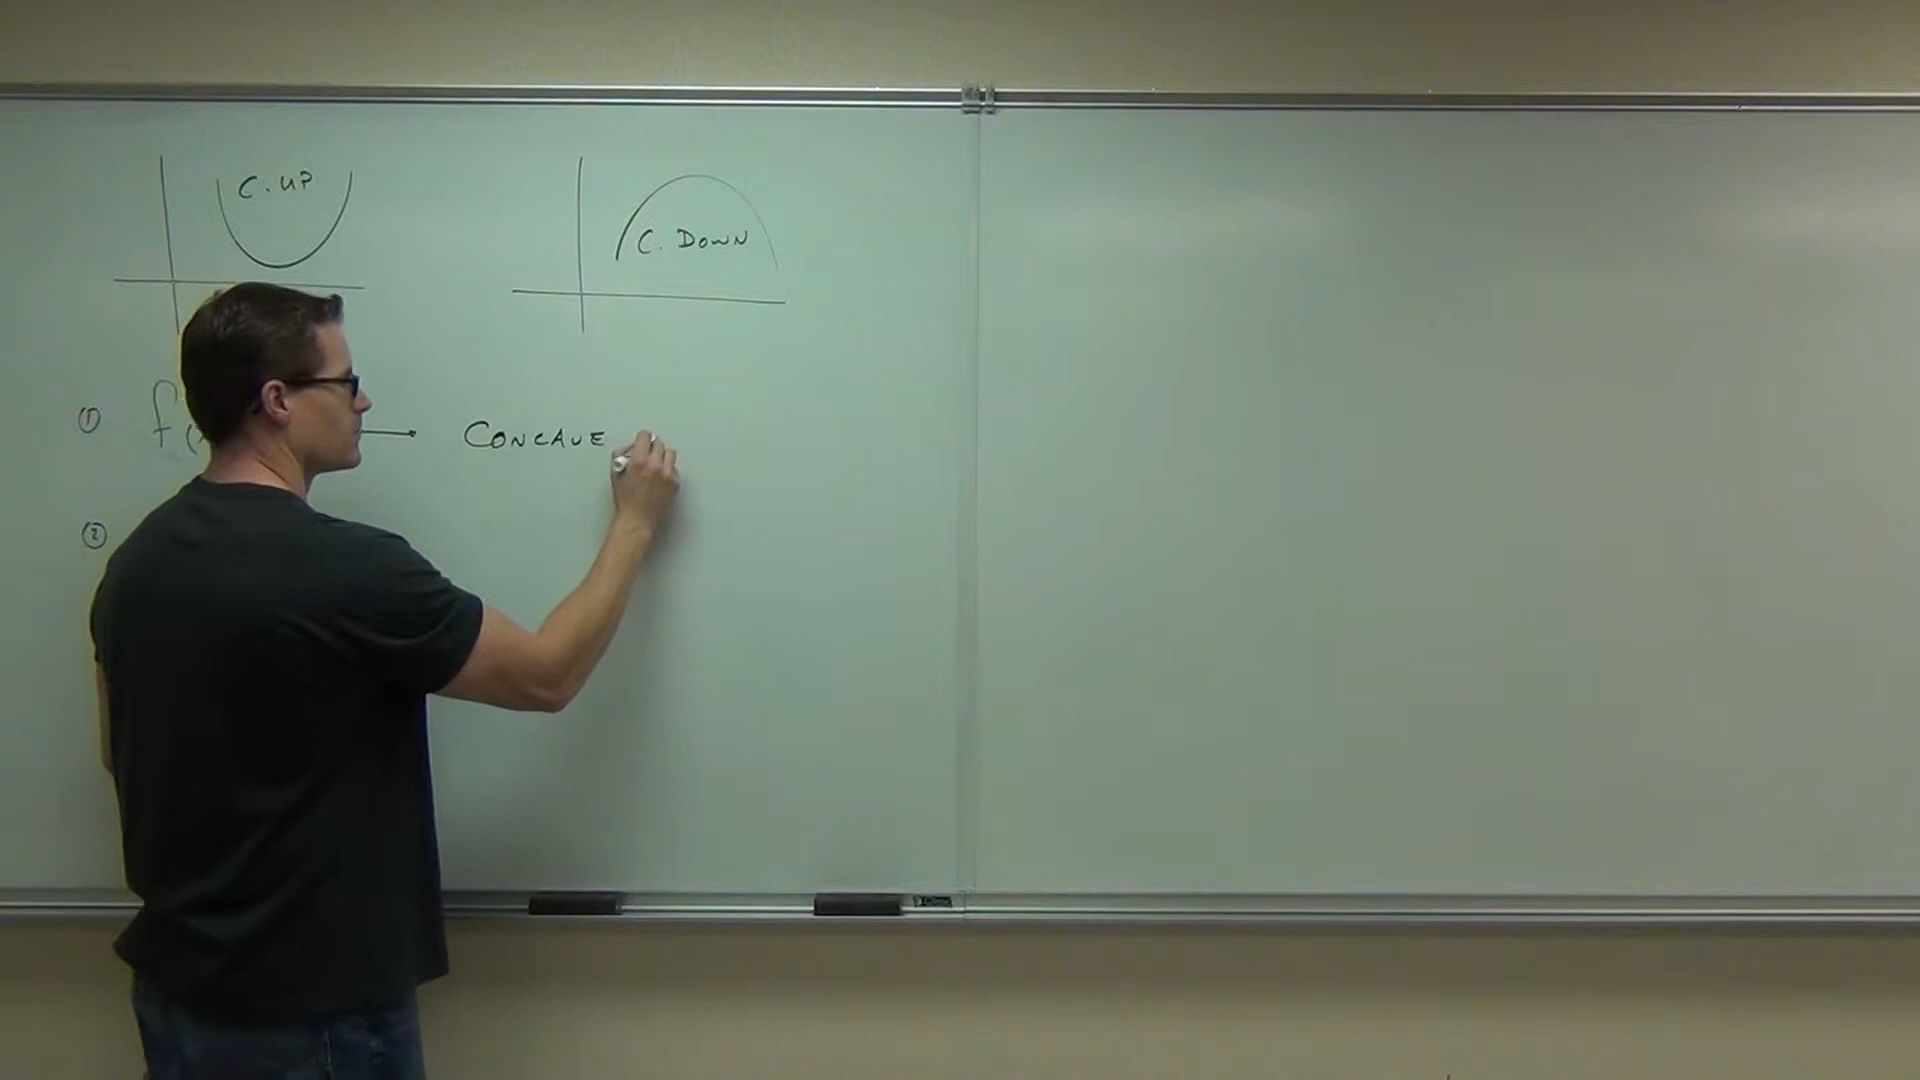 C. UP
C. DOWN
① f(x → CONCAVE
②